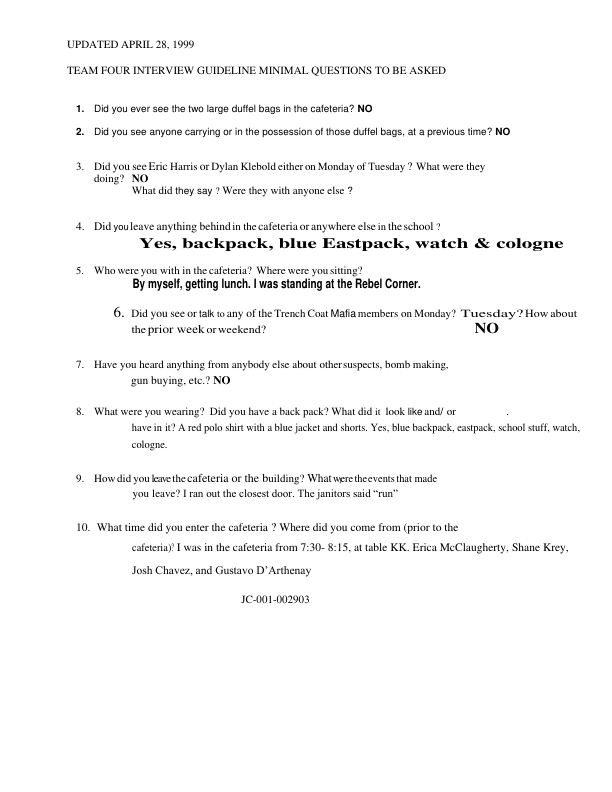 UPDATED APRIL 28, 1999
TEAM FOUR INTERVIEW GUIDELINE MINIMAL QUESTIONS TO BE ASKED
1. Did you ever see the two large duffel bags in the cafeteria? NO
2. Did you see anyone carrying or in the possession of those duffel bags, at a previous time? NO
3. Did you see Eric Harris or Dylan Klebold either on Monday of Tuesday ? What were they
doing? NO
What did they say ? Were they with anyone else ?
4. Did you leave anything behind in the cafeteria or anywhere else in the school ?
Yes, backpack, blue Eastpack, watch & cologne
5. Who were you with in the cafeteria? Where were you sitting?
By myself, getting lunch. I was standing at the Rebel Corner.
6. Did you see or talk to any of the Trench Coat Mafia members on Monday? Tuesday? How about
the prior week or weekend? NO
7. Have you heard anything from anybody else about other suspects, bomb making,
gun buying, etc.? NO
8. What were you wearing? Did you have a back pack? What did it look like and/ or .
have in it? A red polo shirt with a blue jacket and shorts. Yes, blue backpack, eastpack, school stuff, watch,
cologne.
9. How did you leave the cafeteria or the building? What were the events that made
you leave? I ran out the closest door. The janitors said “run”
10. What time did you enter the cafeteria ? Where did you come from (prior to the
cafeteria)? I was in the cafeteria from 7:30- 8:15, at table KK. Erica McClaugherty, Shane Krey,
Josh Chavez, and Gustavo D’Arthenay
JC-001-002903